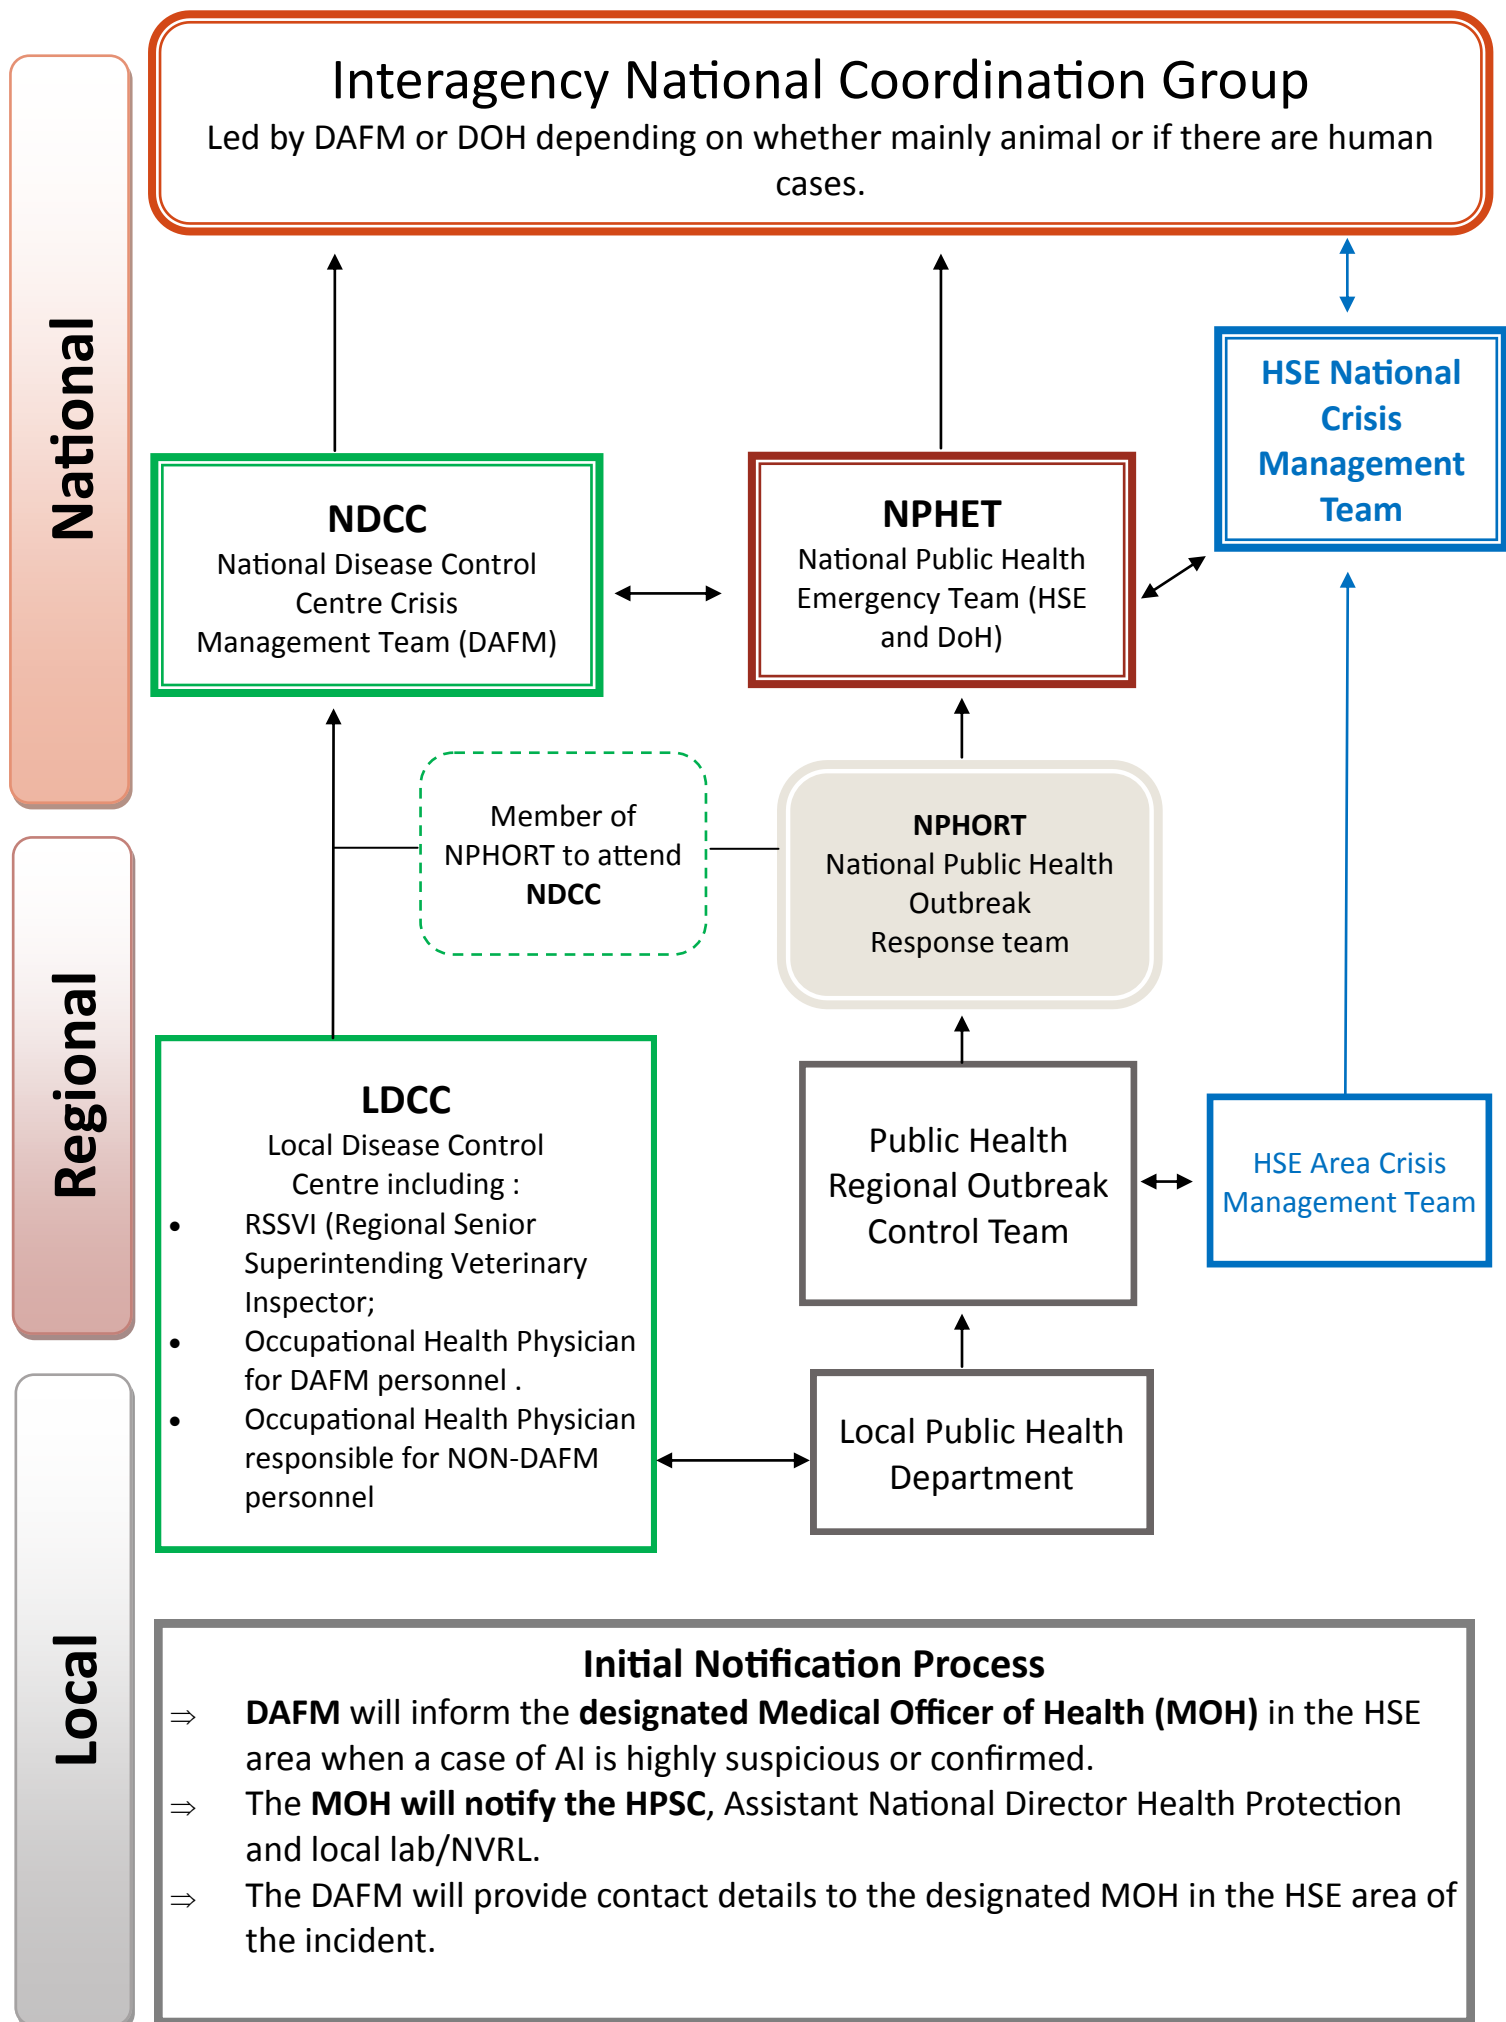 Interagency National Coordination Group
Led by DAFM or DOH depending on whether mainly animal or if there are human
cases.
National
HSE National
Crisis
Management
Team
NDCC
National Disease Control
Centre Crisis
Management Team (DAFM)
NPHET
National Public Health
Emergency Team (HSE
and DoH)
Member of
NPHORT to attend
NDCC
NPHORT
National Public Health
Outbreak
Response team
Regional
LDCC
Local Disease Control
Centre including :
• RSSVI (Regional Senior
Superintending Veterinary
Inspector;
• Occupational Health Physician
for DAFM personnel .
• Occupational Health Physician
responsible for NON-DAFM
personnel
Public Health
Regional Outbreak
Control Team
HSE Area Crisis
Management Team
Local Public Health
Department
Local
Initial Notification Process
⇒ DAFM will inform the designated Medical Officer of Health (MOH) in the HSE
area when a case of AI is highly suspicious or confirmed.
⇒ The MOH will notify the HPSC, Assistant National Director Health Protection
and local lab/NVRL.
⇒ The DAFM will provide contact details to the designated MOH in the HSE area of
the incident.